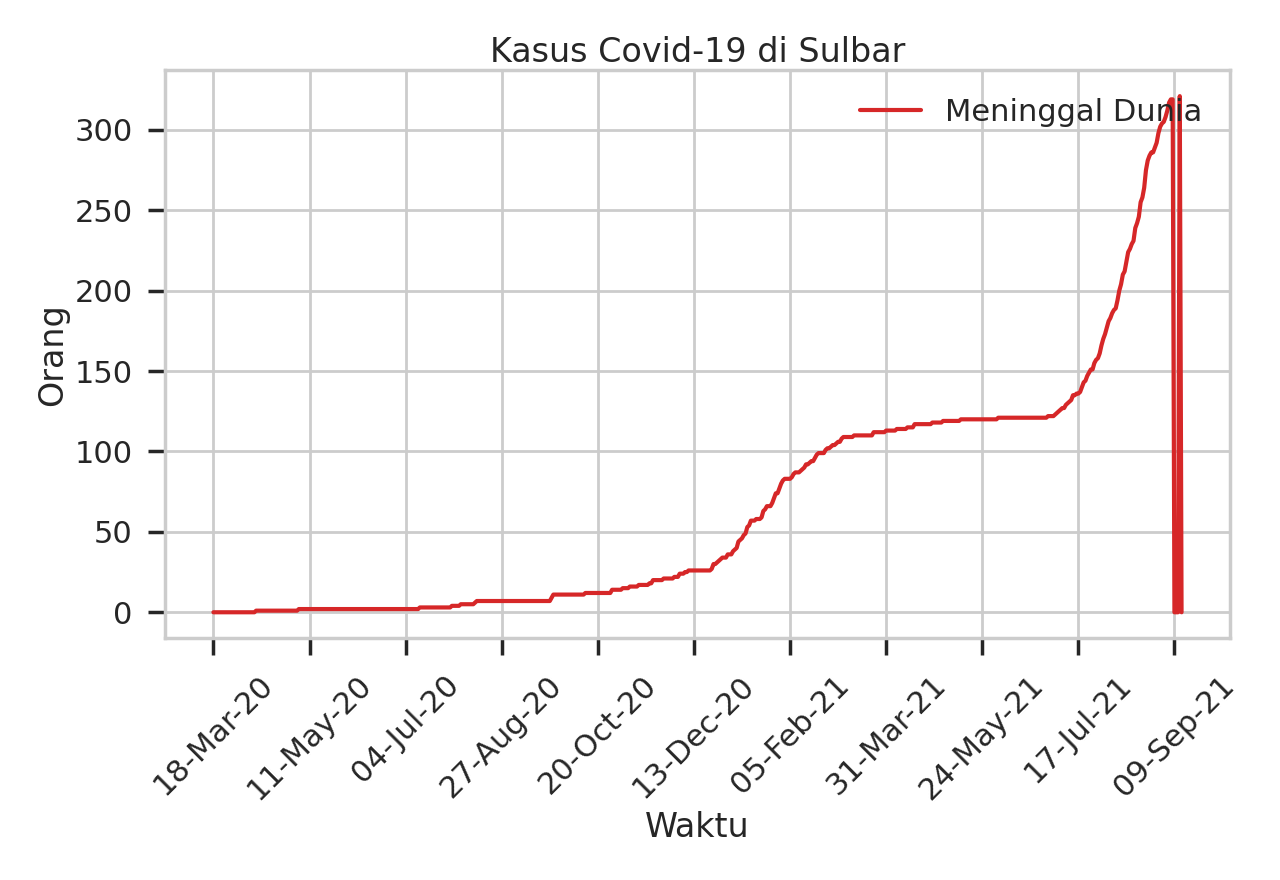 Kasus Covid-19 di Sulbar
Meninggal Dunia
Orang
300
250
200
150
100
50
0
18-Mar-20
11-May-20
04-Jul-20
27-Aug-20
20-Oct-20
13-Dec-20
05-Feb-21
31-Mar-21
24-May-21
17-Jul-21
09-Sep-21
Waktu